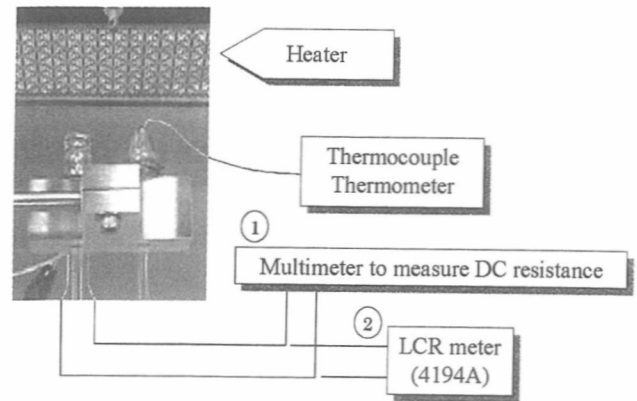 Heater
Thermocouple
Thermometer
1
Multimeter to measure DC resistance
2
LCR meter
(4194A)